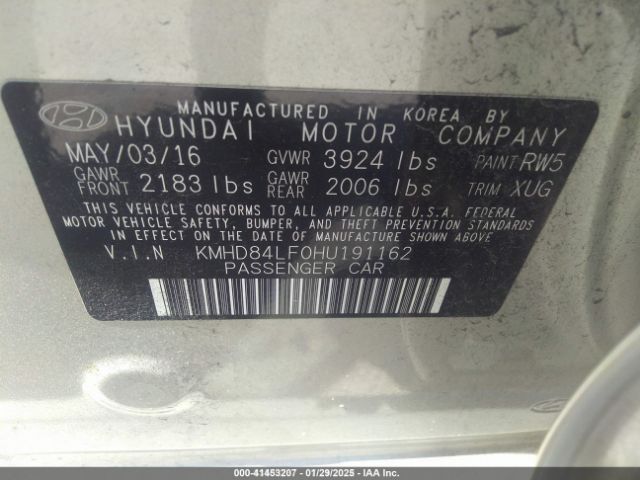 MANUFACTURED IN KOREA BY
HYUNDAI MOTOR COMPANY
MAY/03/16 GVWR 3924 lbs PAINT RW5
GAWR FRONT 2183 lbs GAWR REAR 2006 lbs TRIM XUG
THIS VEHICLE CONFORMS TO ALL APPLICABLE U.S.A. FEDERAL
MOTOR VEHICLE SAFETY, BUMPER, AND THEFT PREVENTION STANDARDS
IN EFFECT ON THE DATE OF MANUFACTURE SHOWN ABOVE.
V.I.N KMHD84LF0HU191162
PASSENGER CAR
000-41453207 - 01/29/2025 - IAA Inc.